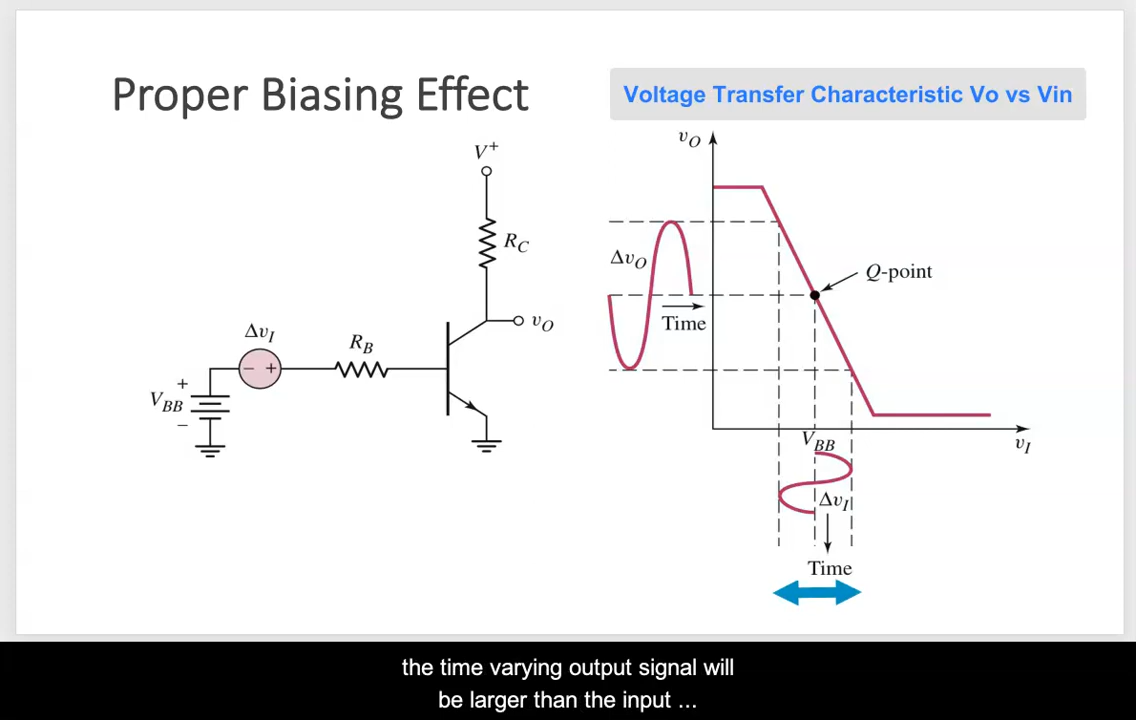 Proper Biasing Effect
Voltage Transfer Characteristic Vo vs Vin
V+
RC
vO
ΔvI
− +
RB
+
VBB
−
vO
ΔvO
Time
Q-point
VBB
vI
ΔvI
Time
the time varying output signal will
be larger than the input ...